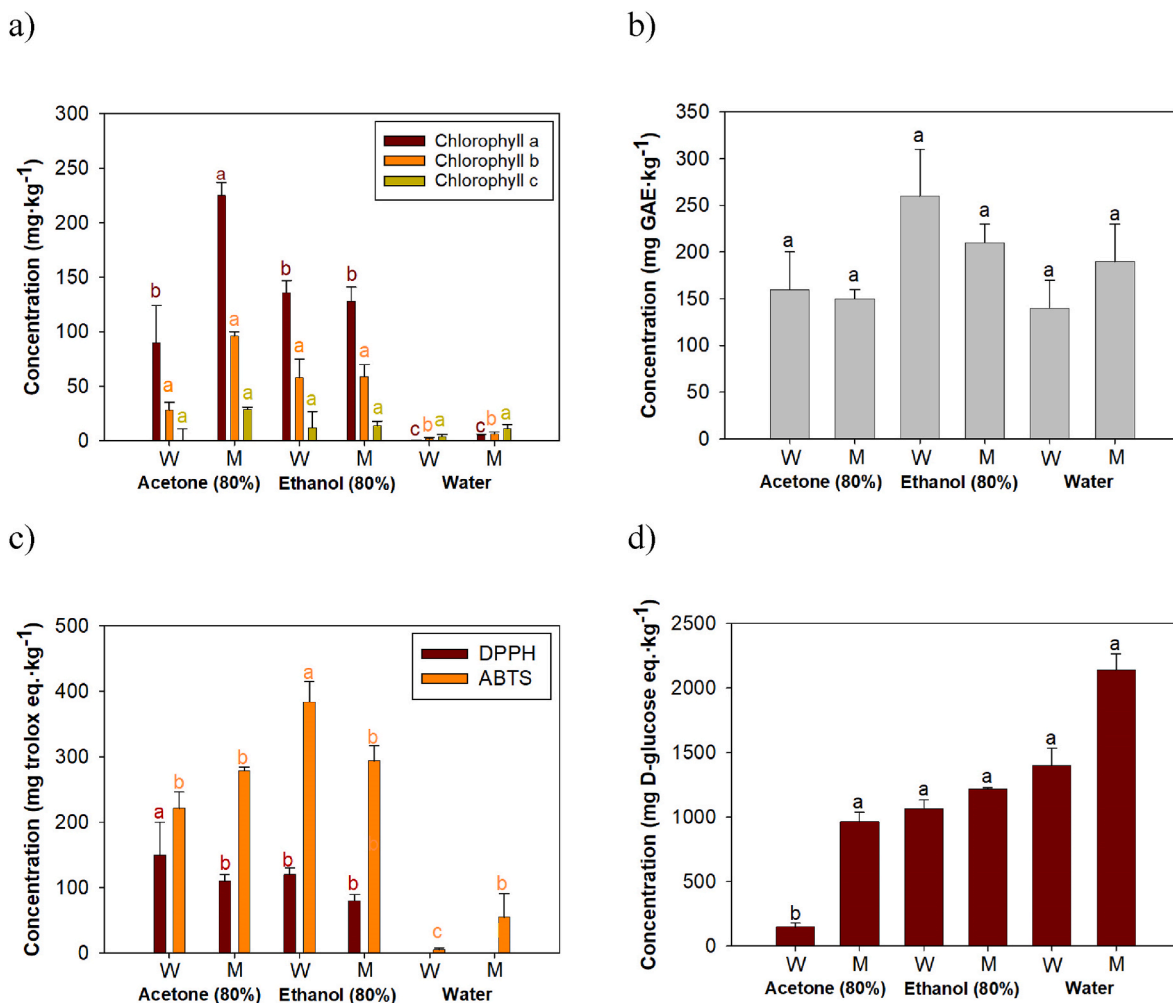 a)
300
250
200
150
100
50
0
Concentration (mg·kg-1)
Chlorophyll a
Chlorophyll b
Chlorophyll c
b a a
a a a
b a a
b a a
c b a
c b a
W M W M W M
Acetone (80%) Ethanol (80%) Water
b)
350
300
250
200
150
100
50
0
Concentration (mg GAE·kg-1)
a a a a a a
W M W M W M
Acetone (80%) Ethanol (80%) Water
c)
500
400
300
200
100
0
Concentration (mg trolox eq.·kg-1)
DPPH
ABTS
a b
b b
b a
b b
b
c
b
W M W M W M
Acetone (80%) Ethanol (80%) Water
d)
2500
2000
1500
1000
500
0
Concentration (mg D-glucose eq.·kg-1)
b a a a a a
W M W M W M
Acetone (80%) Ethanol (80%) Water